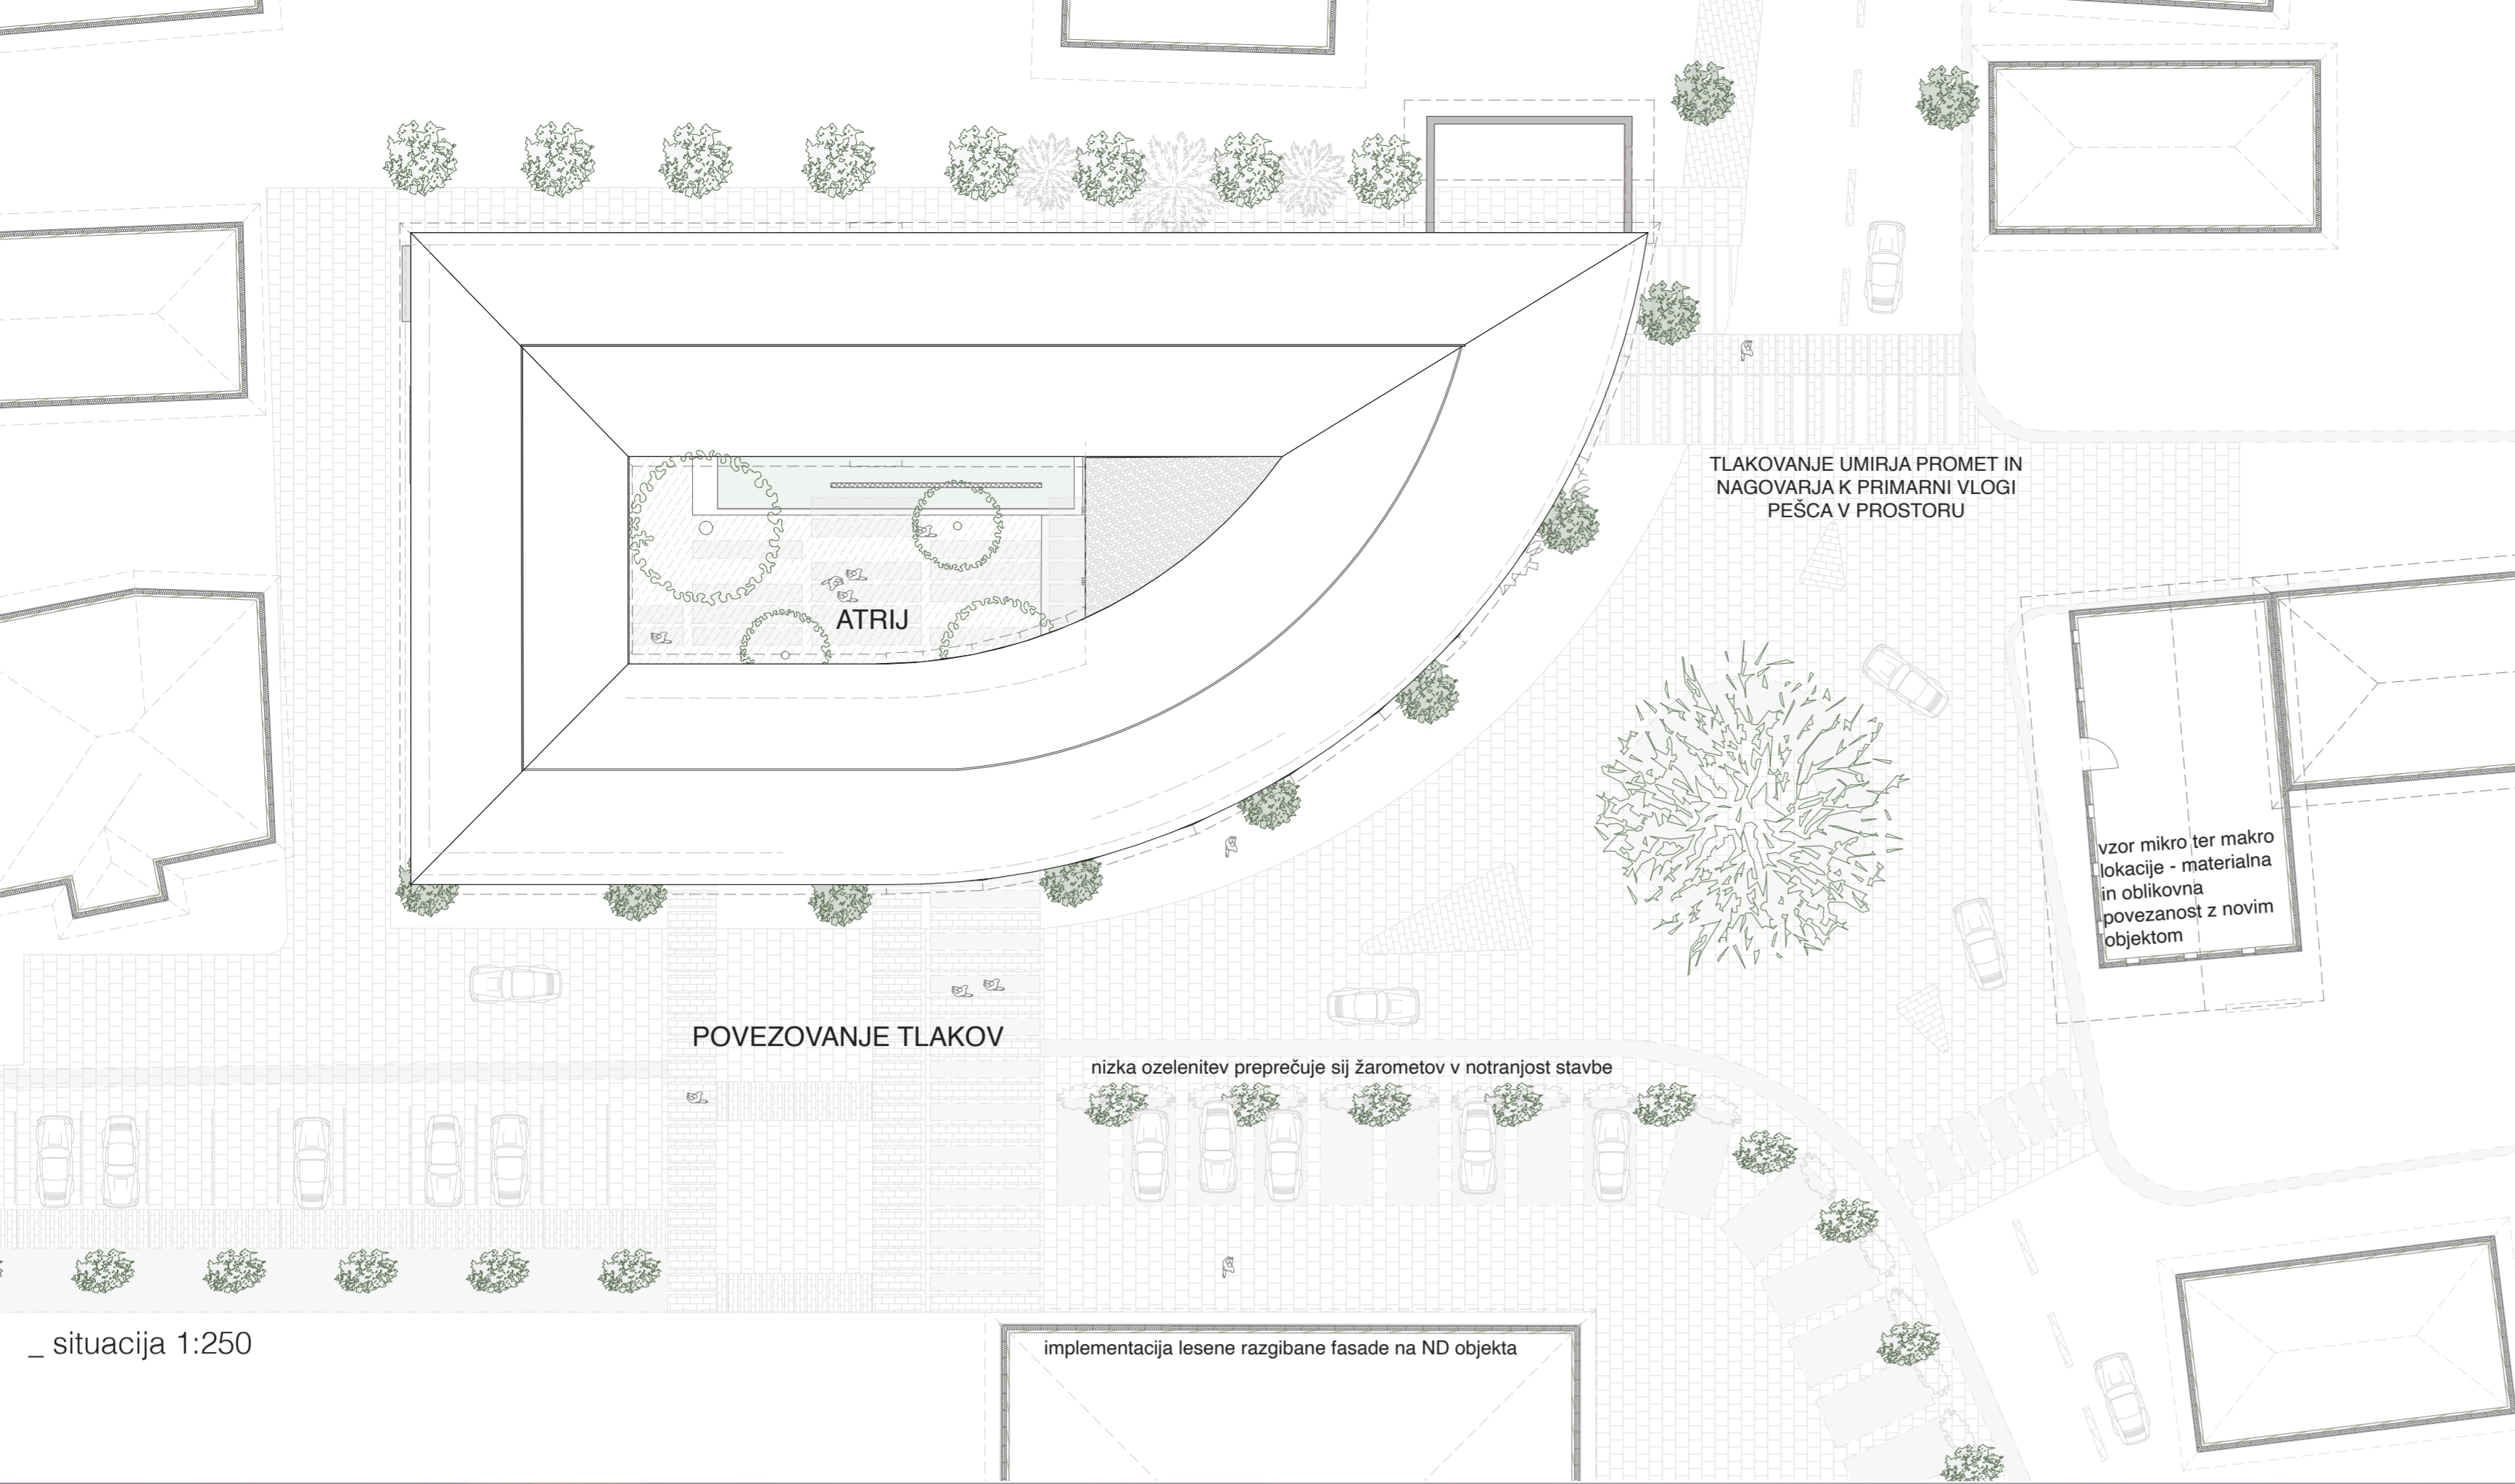 TLAKOVANJE UMIRJA PROMET IN
NAGOVARJA K PRIMARNI VLOGI
PEŠCA V PROSTORU
ATRIJ
vzor mikro ter makro
lokacije - materialna
in oblikovna
povezanost z novim
objektom
POVEZOVANJE TLAKOV
nizka ozelenitev preprečuje sij žarometov v notranjost stavbe
_ situacija 1:250
implementacija lesene razgibane fasade na ND objekta